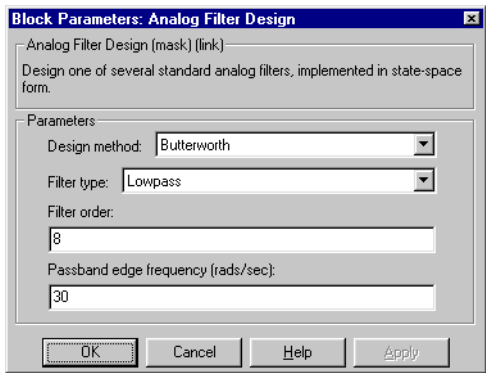 Block Parameters: Analog Filter Design
Analog Filter Design (mask) (link)
Design one of several standard analog filters, implemented in state-space
form.
Parameters
Design method: Butterworth
Filter type: Lowpass
Filter order:
8
Passband edge frequency (rads/sec):
30
OK Cancel Help Apply